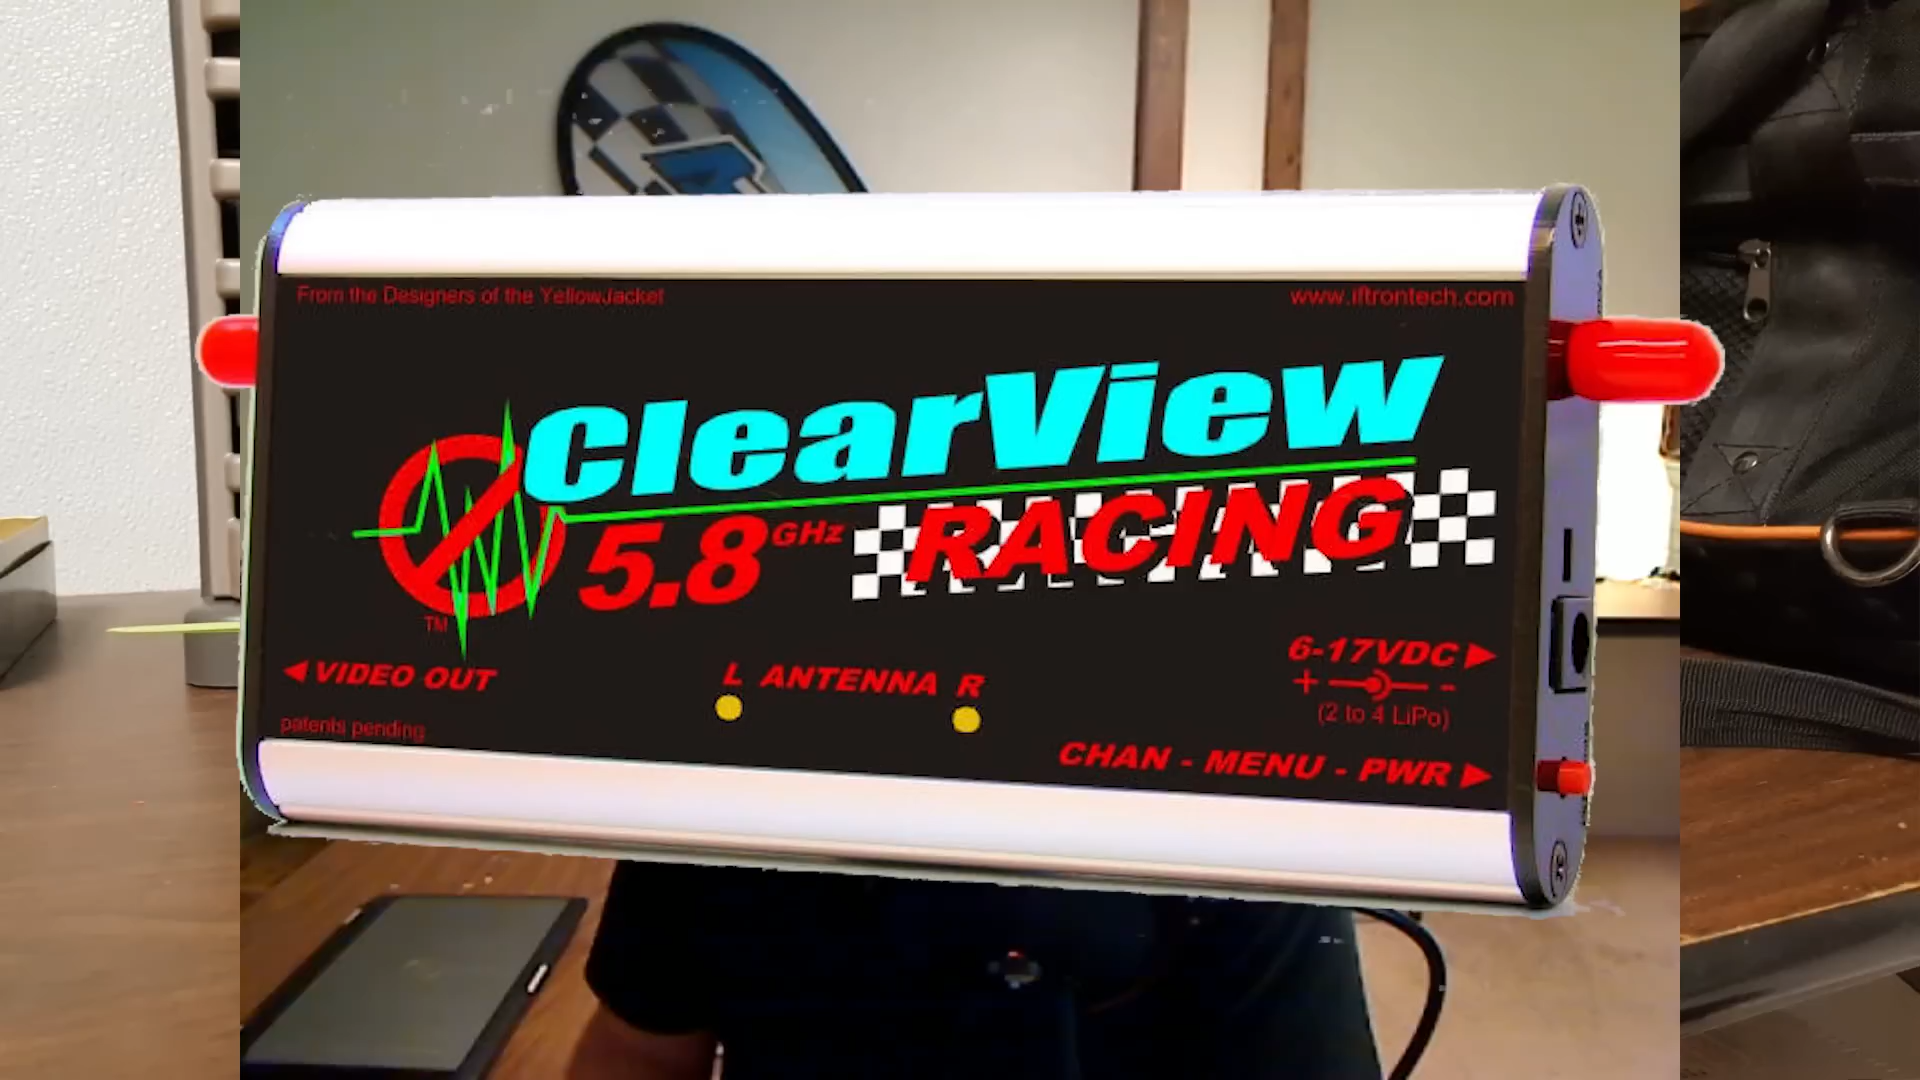 From the Designers of the YellowJacket
www.iftrontech.com
ClearView
5.8 GHz RACING
TM
◀ VIDEO OUT
L ANTENNA R
6-17VDC ▶
+ -
(2 to 4 LiPo)
patents pending
CHAN - MENU - PWR ▶